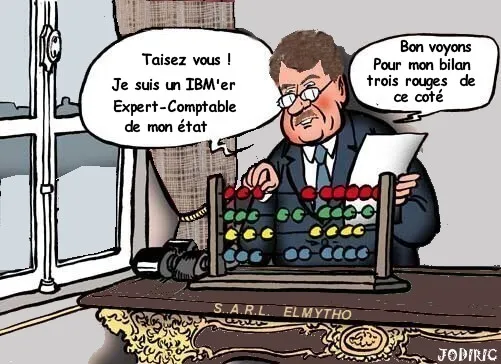 Taisez vous !
Je suis un IBM'er
Expert-Comptable
de mon état
Bon voyons
Pour mon bilan
trois rouges de
ce coté
S.A.R.L. ELMYTHO
JODIRIC